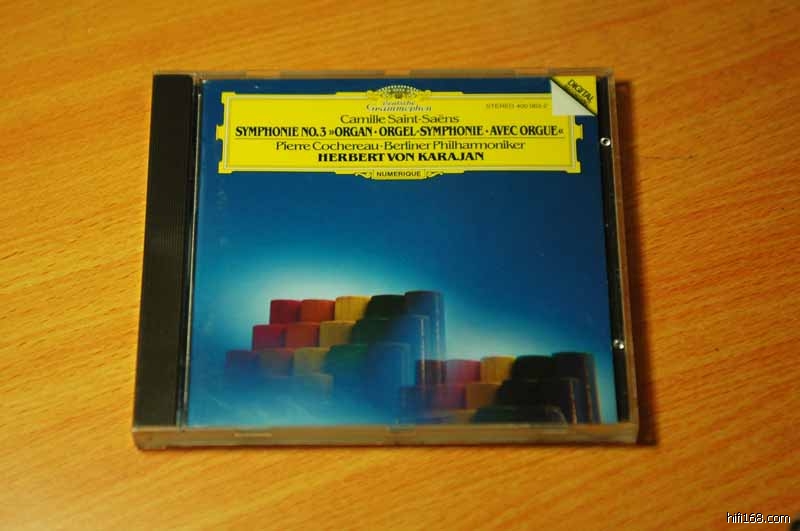 Deutsche
Grammophon
STEREO 400 063-2
DIGITAL
Camille Saint-Saëns
SYMPHONIE NO.3 »ORGAN · ORGEL-SYMPHONIE · AVEC ORGUE«
Pierre Cochereau · Berliner Philharmoniker
HERBERT VON KARAJAN
NUMERIQUE
hifi168.com